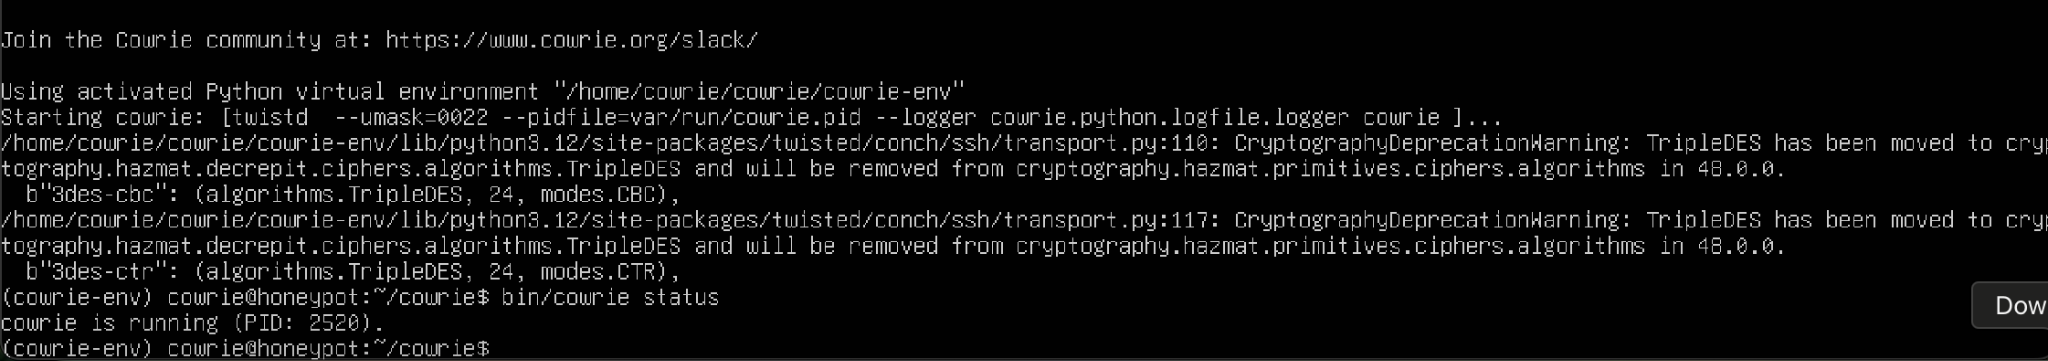 Join the Cowrie community at: https://www.cowrie.org/slack/
Using activated Python virtual environment "/home/cowrie/cowrie/cowrie-env"
Starting cowrie: [twistd  --umask=0022 --pidfile=var/run/cowrie.pid --logger cowrie.python.logfile.logger cowrie ]...
/home/cowrie/cowrie/cowrie-env/lib/python3.12/site-packages/twisted/conch/ssh/transport.py:110: CryptographyDeprecationWarning: TripleDES has been moved to cryp
tography.hazmat.decrepit.ciphers.algorithms.TripleDES and will be removed from cryptography.hazmat.primitives.ciphers.algorithms in 48.0.0.
  b"3des-cbc": (algorithms.TripleDES, 24, modes.CBC),
/home/cowrie/cowrie/cowrie-env/lib/python3.12/site-packages/twisted/conch/ssh/transport.py:117: CryptographyDeprecationWarning: TripleDES has been moved to cryp
tography.hazmat.decrepit.ciphers.algorithms.TripleDES and will be removed from cryptography.hazmat.primitives.ciphers.algorithms in 48.0.0.
  b"3des-ctr": (algorithms.TripleDES, 24, modes.CTR),
(cowrie-env) cowrie@honeypot:~/cowrie$ bin/cowrie status
Dow
cowrie is running (PID: 2520).
(cowrie-env) cowrie@honeypot:~/cowrie$